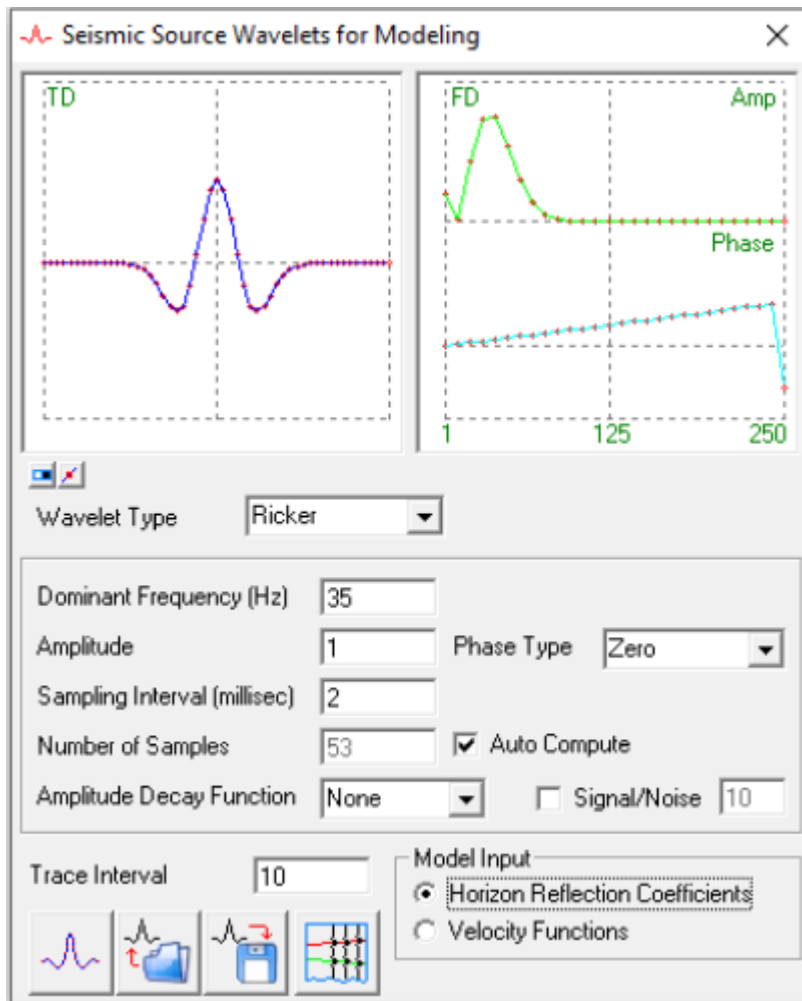 Seismic Source Wavelets for Modeling
TD
FD Amp
Phase
1 125 250
Wavelet Type Ricker
Dominant Frequency (Hz) 35
Amplitude 1 Phase Type Zero
Sampling Interval (millisec) 2
Number of Samples 53 Auto Compute
Amplitude Decay Function None Signal/Noise 10
Trace Interval 10
Model Input
Horizon Reflection Coefficients
Velocity Functions